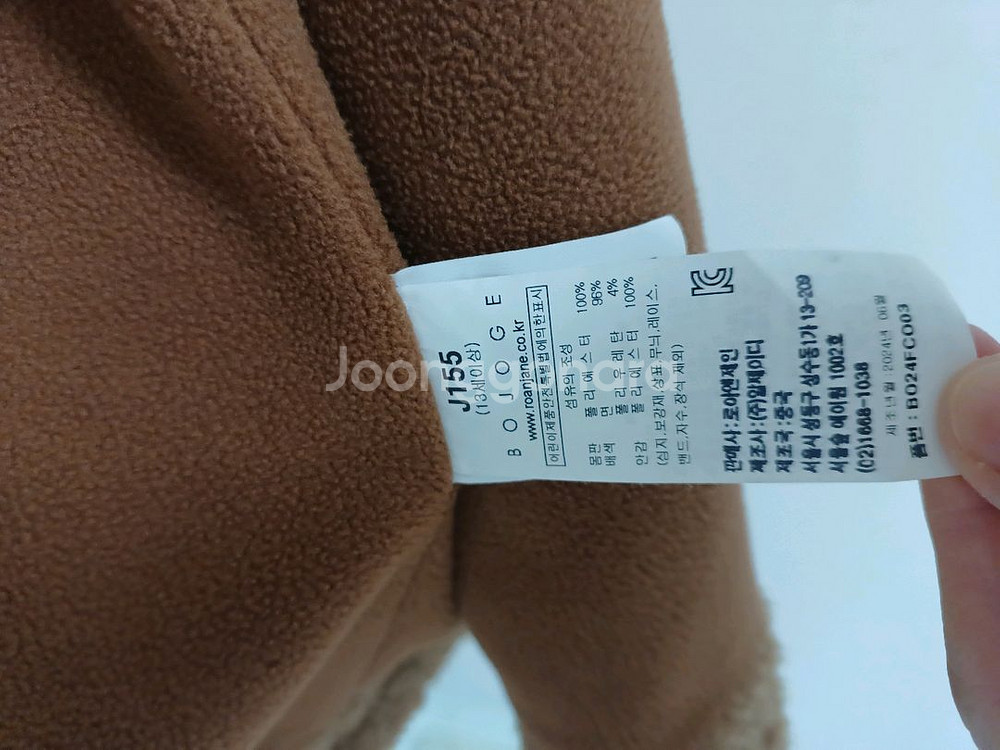 J155
(13세이상)
B O J O G E
www.roanjane.co.kr
어린이제품안전특별법에의한표시
섬유의 조성
몸판 폴리에스터 100%
배색 면 96%
폴리우레탄 4%
안감 폴리에스터 100%
(심지.보강재.상표.무늬.레이스.
밴드.자수.장식 제외)
판매사:로이앤제인
제조사:(주)알제이디
제조국:중국
서울시 성동구 성수동1가 13-209
서울숲 에이원 1002호
(02)1668-1038
제조년월 2024년 06월
품번 : BO24FCO03
Joonggonara